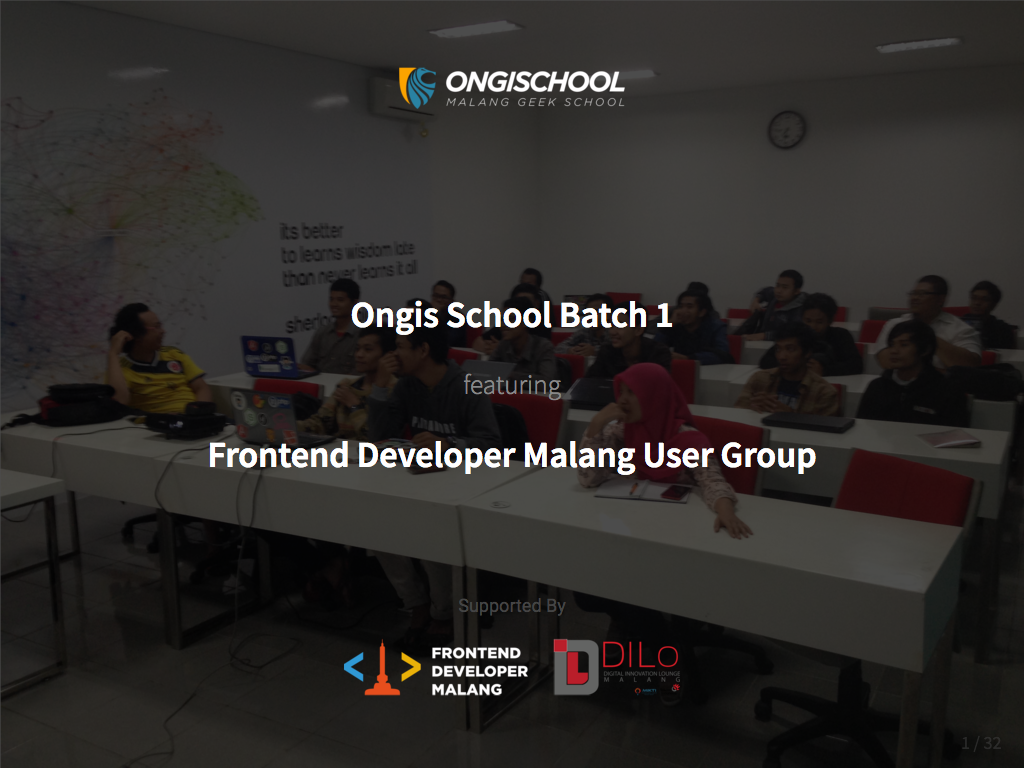 ONGISCHOOL
MALANG GEEK SCHOOL
its better
to learns wisdom late
than never learns it all
Ongis School Batch 1
featuring
Frontend Developer Malang User Group
Supported By
FRONTEND
DEVELOPER
MALANG
DILo
DIGITAL INNOVATION LOUNGE
MALANG
1 / 32